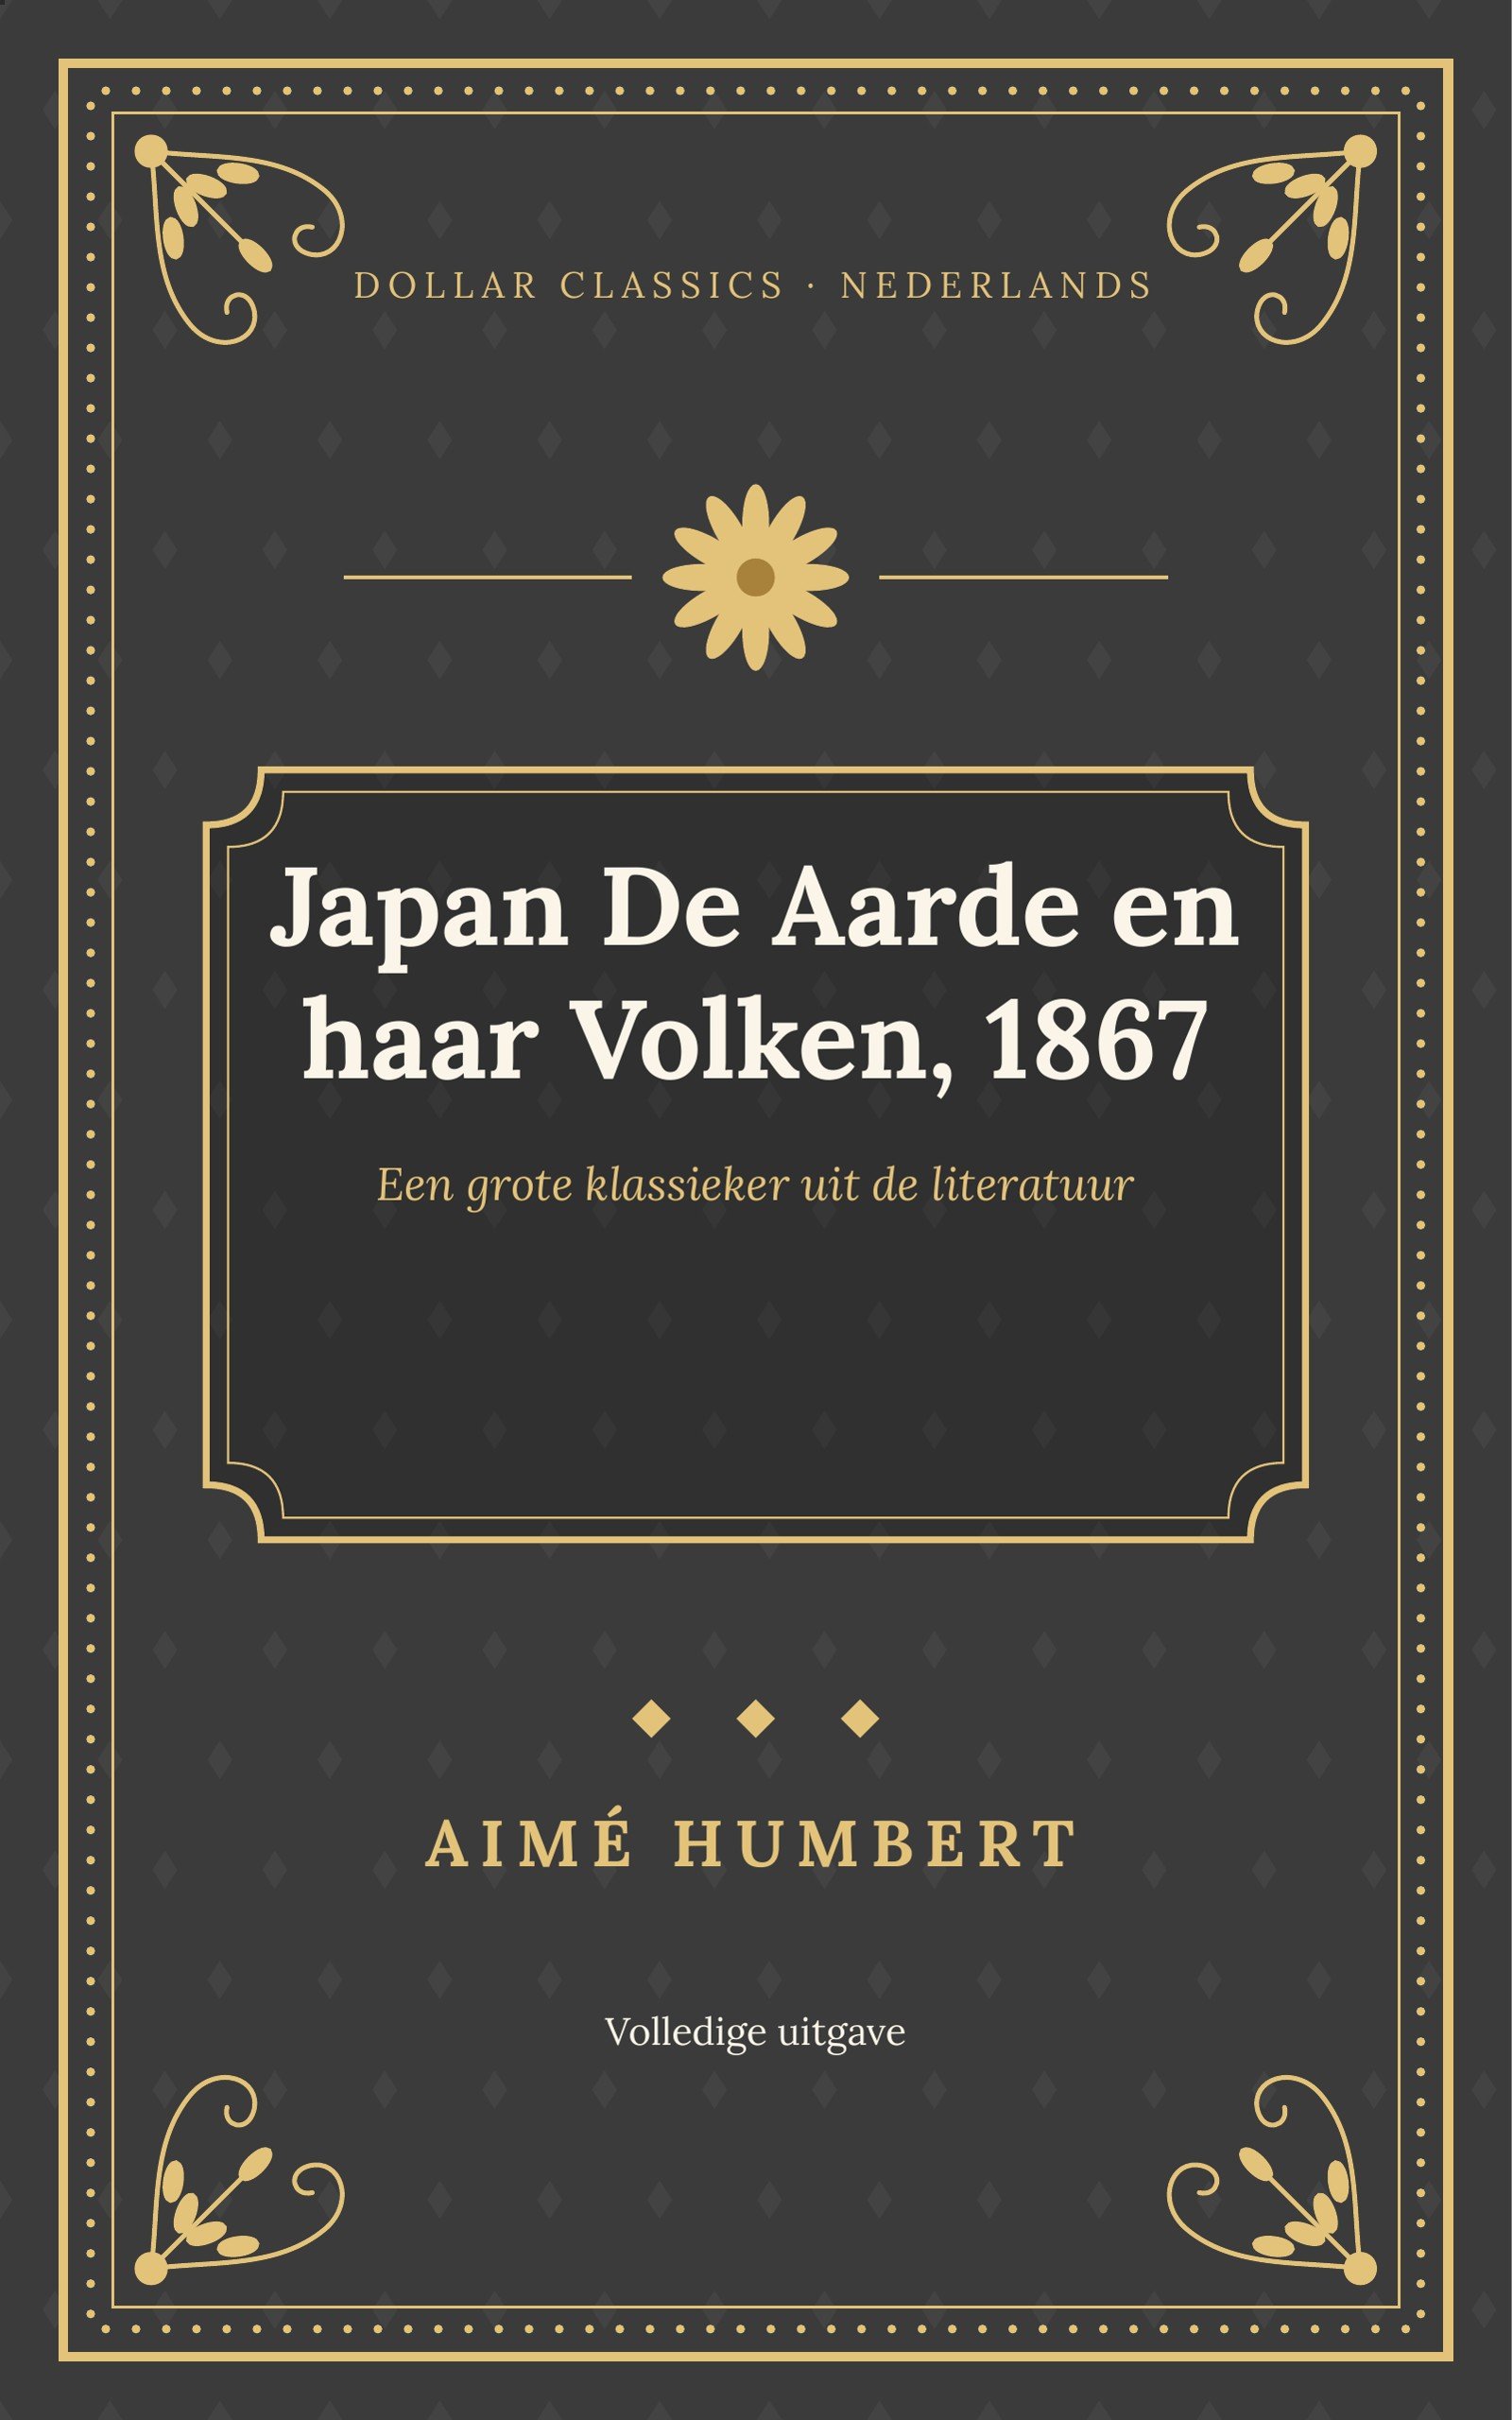 DOLLAR CLASSICS · NEDERLANDS
Japan De Aarde en
haar Volken, 1867
Een grote klassieker uit de literatuur
AIMÉ HUMBERT
Volledige uitgave